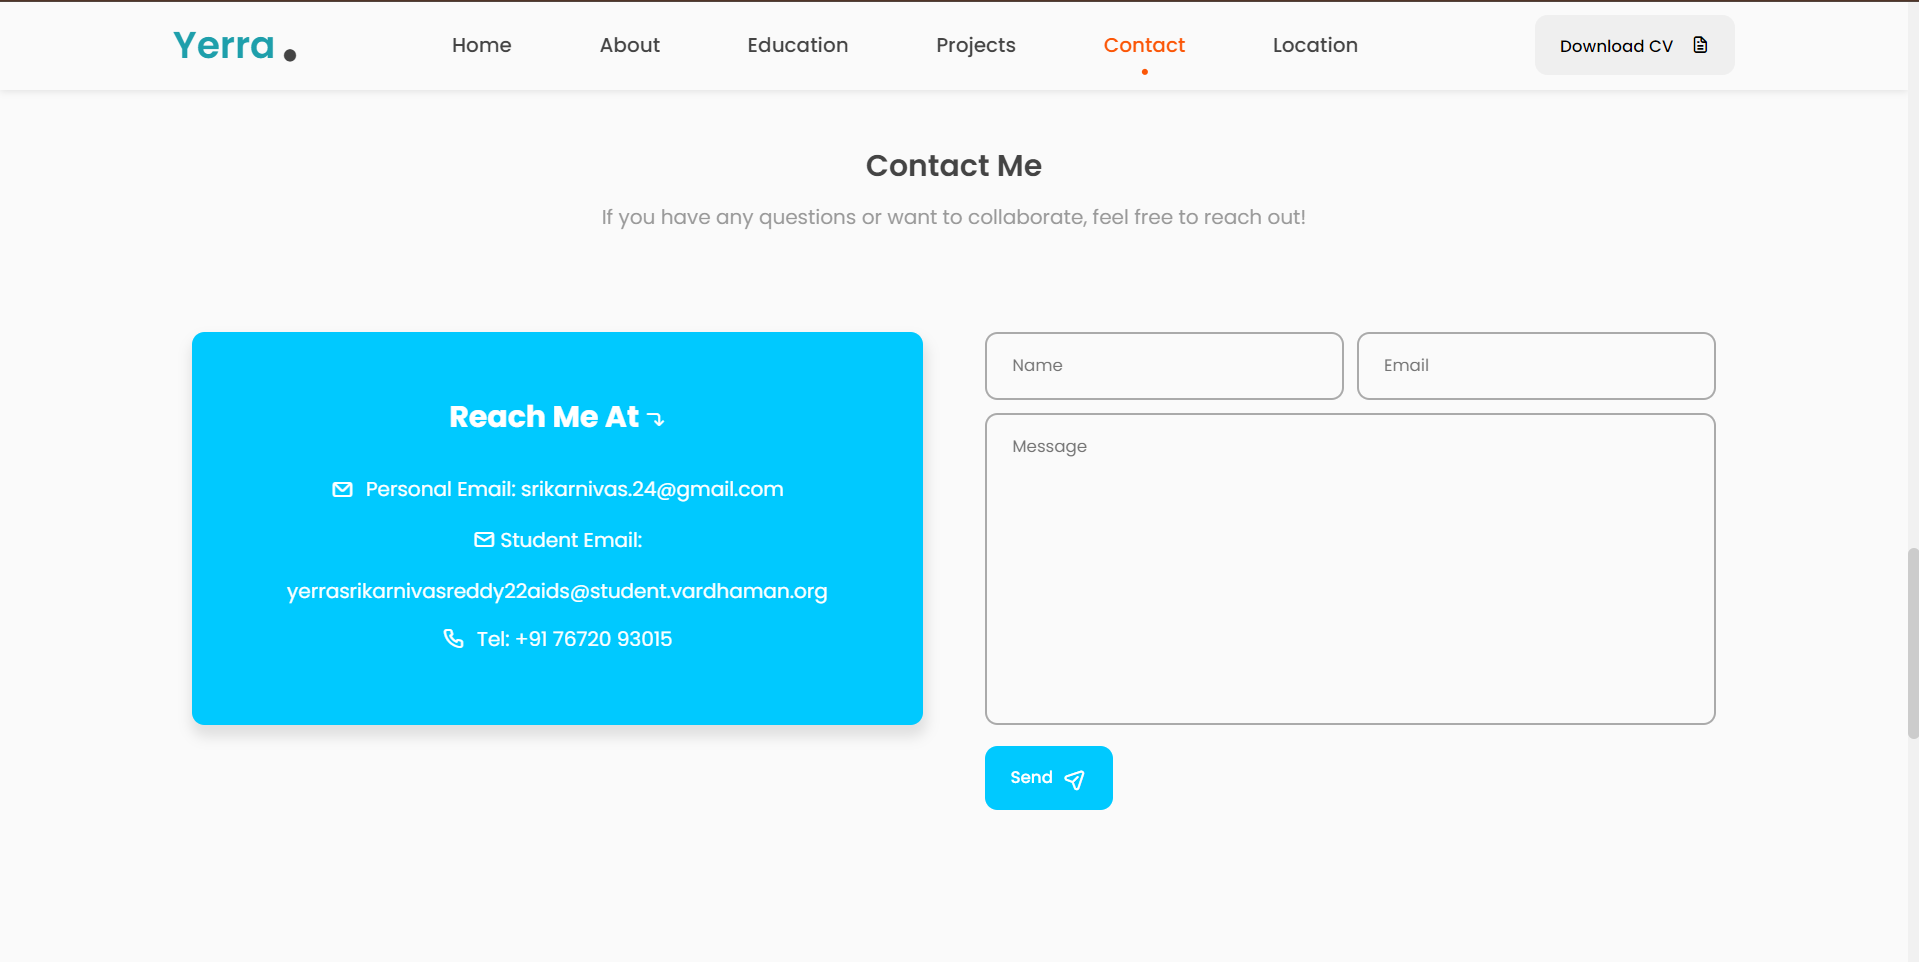 Yerra .
Home
About
Education
Projects
Contact
Location
Download CV
Contact Me
If you have any questions or want to collaborate, feel free to reach out!
Reach Me At
Personal Email: srikarnivas.24@gmail.com
Student Email:
yerrasrikarnivasreddy22aids@student.vardhaman.org
Tel: +91 76720 93015
Name
Email
Message
Send